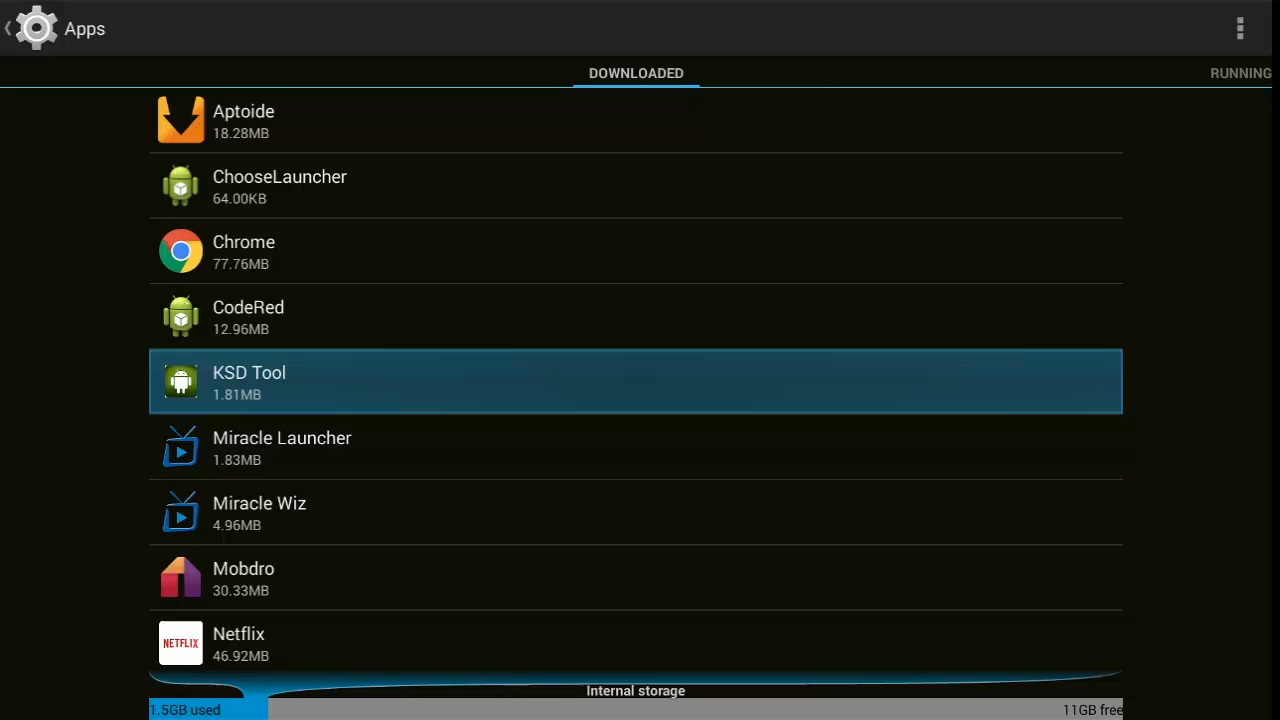 Apps
DOWNLOADED
RUNNING
Aptoide
18.28MB
ChooseLauncher
64.00KB
Chrome
77.76MB
CodeRed
12.96MB
KSD Tool
1.81MB
Miracle Launcher
1.83MB
Miracle Wiz
4.96MB
Mobdro
30.33MB
NETFLIX
Netflix
46.92MB
Internal storage
1.5GB used
11GB free